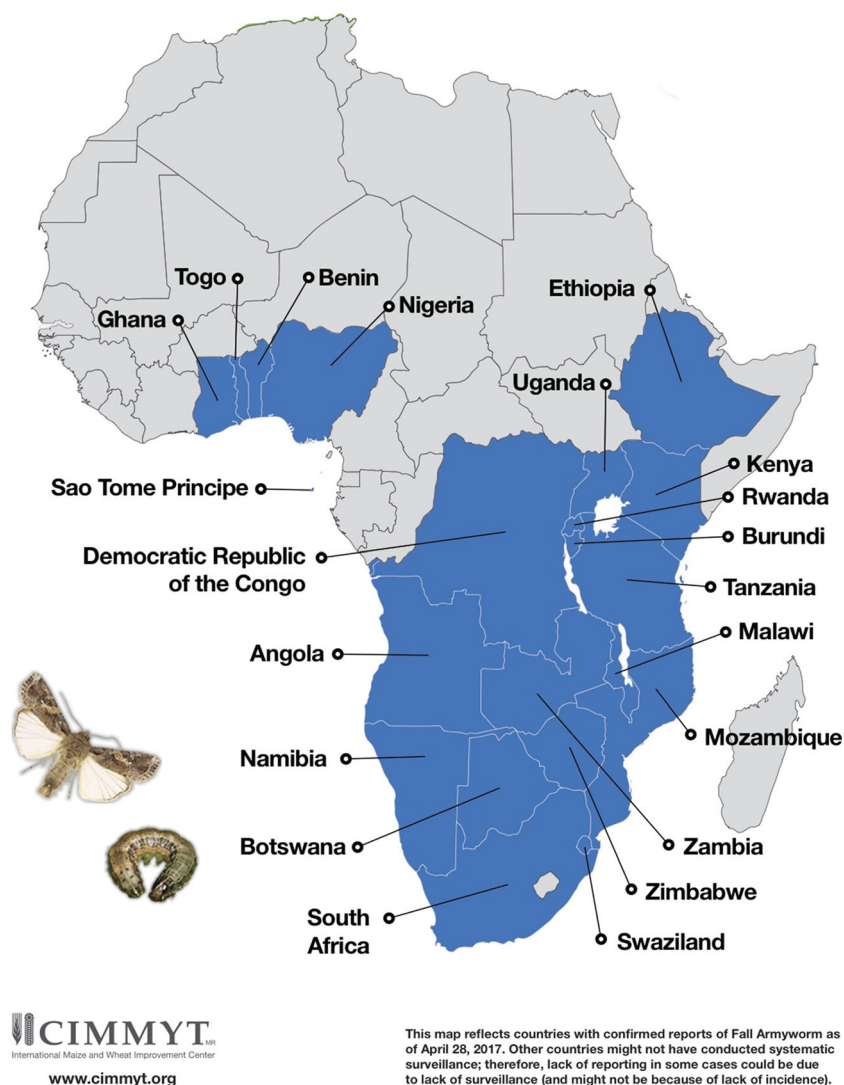 Togo
Benin
Ghana
Nigeria
Ethiopia
Uganda
Kenya
Sao Tome Principe
Rwanda
Burundi
Democratic Republic
of the Congo
Tanzania
Malawi
Angola
Mozambique
Namibia
Botswana
Zambia
Zimbabwe
South
Africa
Swaziland
CIMMYT MR
International Maize and Wheat Improvement Center
www.cimmyt.org
This map reflects countries with confirmed reports of Fall Armyworm as
of April 28, 2017. Other countries might not have conducted systematic
surveillance; therefore, lack of reporting in some cases could be due
to lack of surveillance (and might not be because of lack of incidence).